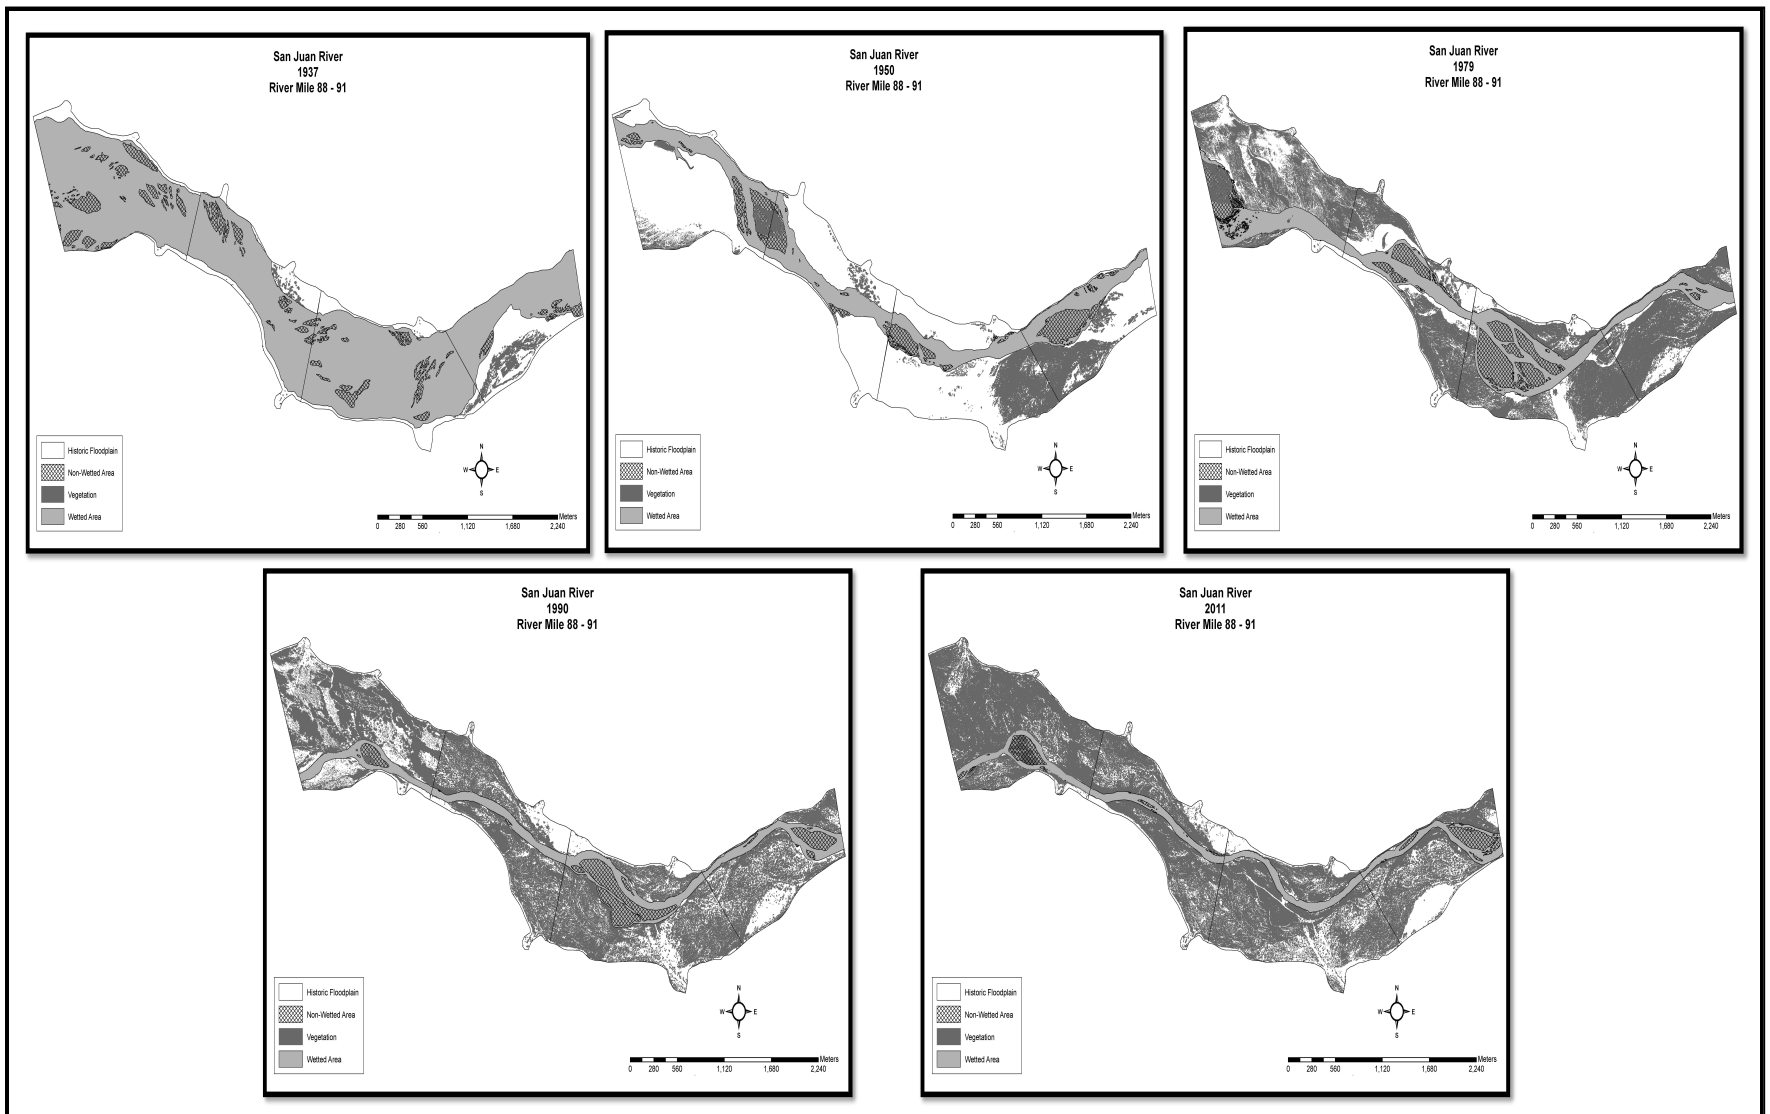 San Juan River
1937
River Mile 88 - 91
Historic Floodplain
Non-Wetted Area
Vegetation
Wetted Area
N
W E
S
Meters
0 280 560 1,120 1,680 2,240
San Juan River
1950
River Mile 88 - 91
Historic Floodplain
Non-Wetted Area
Vegetation
Wetted Area
N
W E
S
Meters
0 280 560 1,120 1,680 2,240
San Juan River
1979
River Mile 88 - 91
Historic Floodplain
Non-Wetted Area
Vegetation
Wetted Area
N
W E
S
Meters
0 280 560 1,120 1,680 2,240
San Juan River
1990
River Mile 88 - 91
Historic Floodplain
Non-Wetted Area
Vegetation
Wetted Area
N
W E
S
Meters
0 280 560 1,120 1,680 2,240
San Juan River
2011
River Mile 88 - 91
Historic Floodplain
Non-Wetted Area
Vegetation
Wetted Area
N
W E
S
Meters
0 280 560 1,120 1,680 2,240